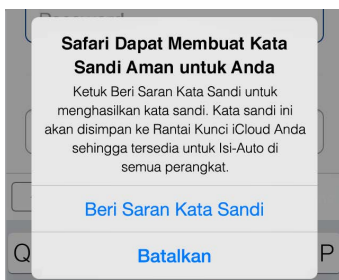 Password
Safari Dapat Membuat Kata
Sandi Aman untuk Anda
Ketuk Beri Saran Kata Sandi untuk
menghasilkan kata sandi. Kata sandi ini
akan disimpan ke Rantai Kunci iCloud Anda
sehingga tersedia untuk Isi-Auto di
semua perangkat.
Beri Saran Kata Sandi
Q P
Batalkan